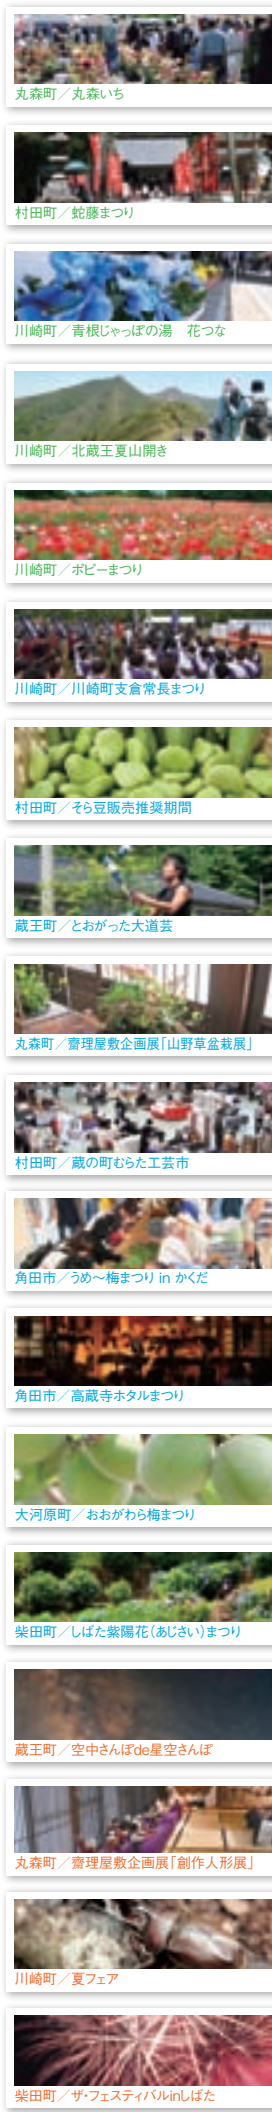 丸森町／丸森いち
村田町／蛇藤まつり
川崎町／青根じゃっぽの湯　花つな
川崎町／北蔵王夏山開き
川崎町／ポピーまつり
川崎町／川崎町支倉常長まつり
村田町／そら豆販売推奨期間
蔵王町／とおがった大道芸
丸森町／齋理屋敷企画展「山野草盆栽展」
村田町／蔵の町むらた工芸市
角田市／うめ〜梅まつり in かくだ
角田市／高蔵寺ホタルまつり
大河原町／おおがわら梅まつり
柴田町／しばた紫陽花（あじさい）まつり
蔵王町／空中さんぽde星空さんぽ
丸森町／齋理屋敷企画展「創作人形展」
川崎町／夏フェア
柴田町／ザ・フェスティバルinしばた